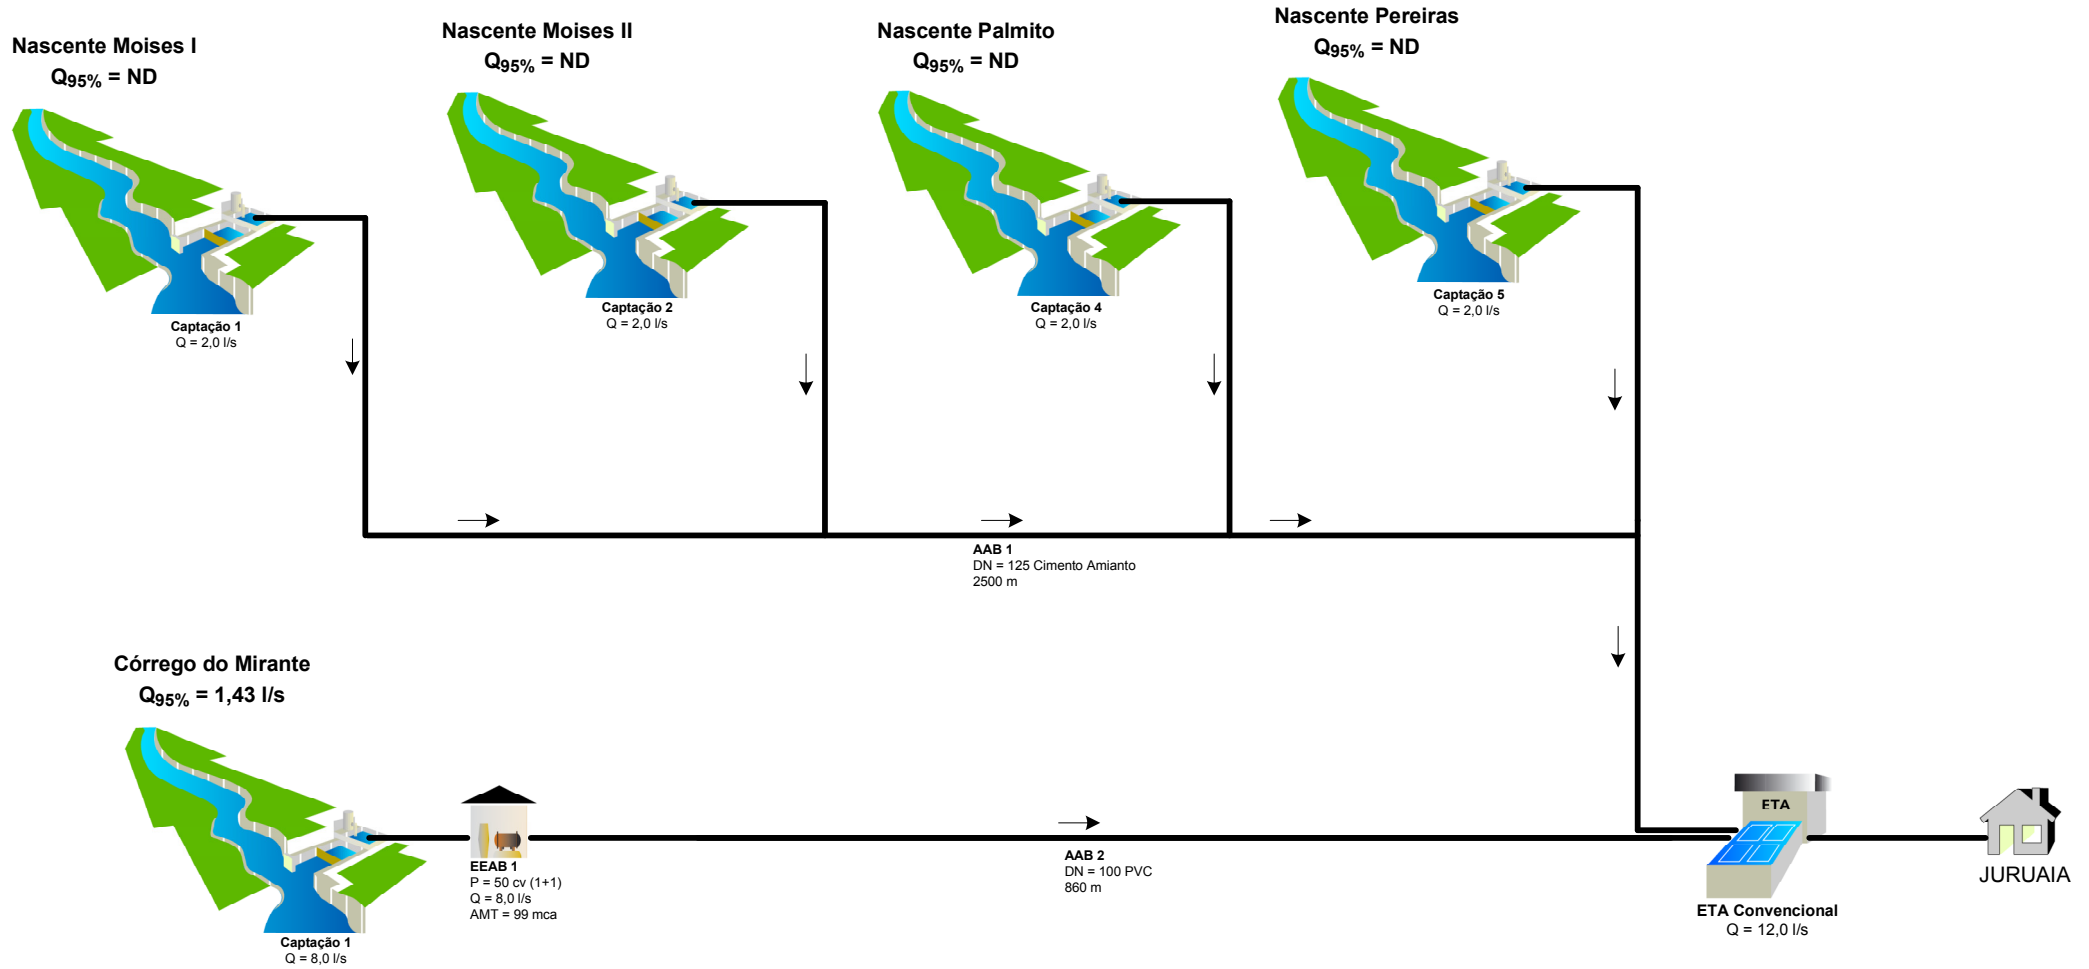 Nascente Moises I
Q95% = ND
Nascente Moises II
Q95% = ND
Nascente Palmito
Q95% = ND
Nascente Pereiras
Q95% = ND
Captação 1
Q = 2,0 l/s
Captação 2
Q = 2,0 l/s
Captação 4
Q = 2,0 l/s
Captação 5
Q = 2,0 l/s
AAB 1
DN = 125 Cimento Amianto
2500 m
Córrego do Mirante
Q95% = 1,43 l/s
Captação 1
Q = 8,0 l/s
EEAB 1
P = 50 cv (1+1)
Q = 8,0 l/s
AMT = 99 mca
AAB 2
DN = 100 PVC
860 m
ETA
ETA Convencional
Q = 12,0 l/s
JURUAIA